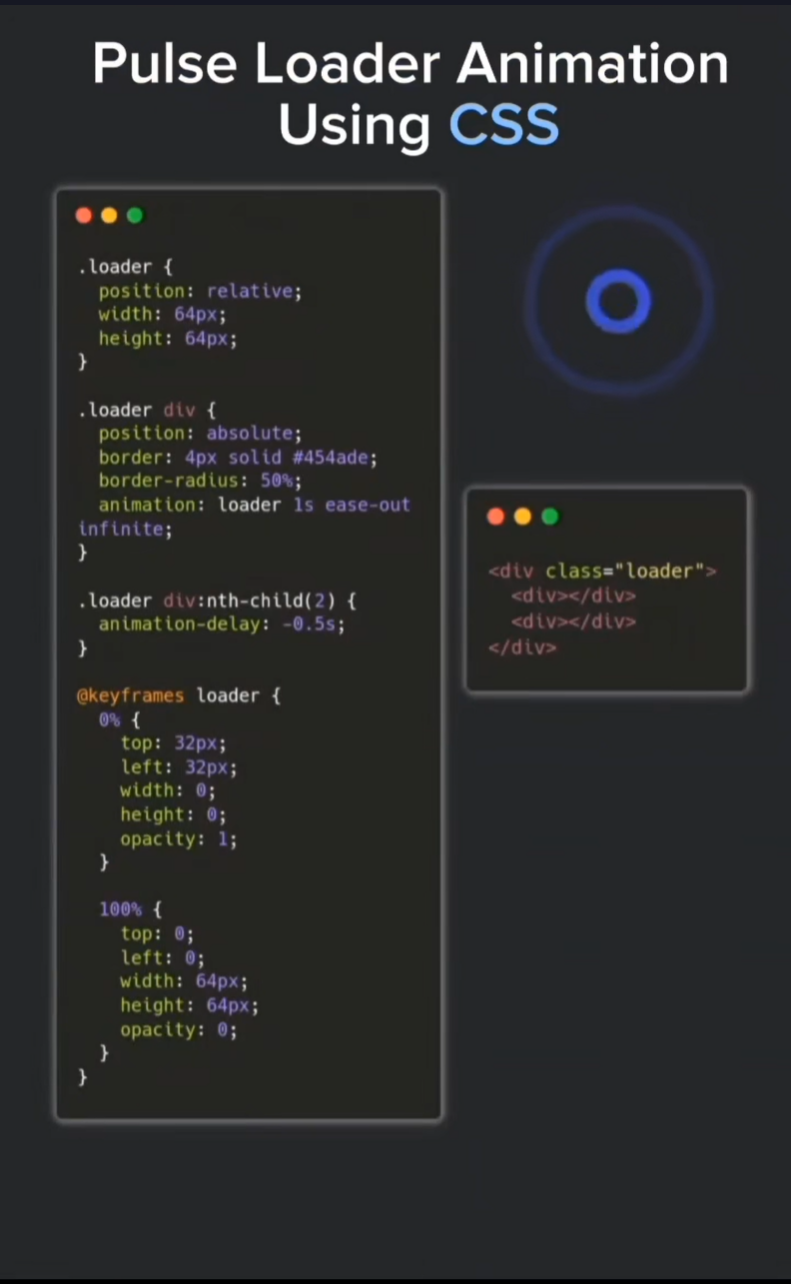 Pulse Loader Animation
Using CSS
.loader {
  position: relative;
  width: 64px;
  height: 64px;
}

.loader div {
  position: absolute;
  border: 4px solid #454ade;
  border-radius: 50%;
  animation: loader 1s ease-out
infinite;
}

.loader div:nth-child(2) {
  animation-delay: -0.5s;
}

@keyframes loader {
  0% {
    top: 32px;
    left: 32px;
    width: 0;
    height: 0;
    opacity: 1;
  }

  100% {
    top: 0;
    left: 0;
    width: 64px;
    height: 64px;
    opacity: 0;
  }
}
<div class="loader">
  <div></div>
  <div></div>
</div>